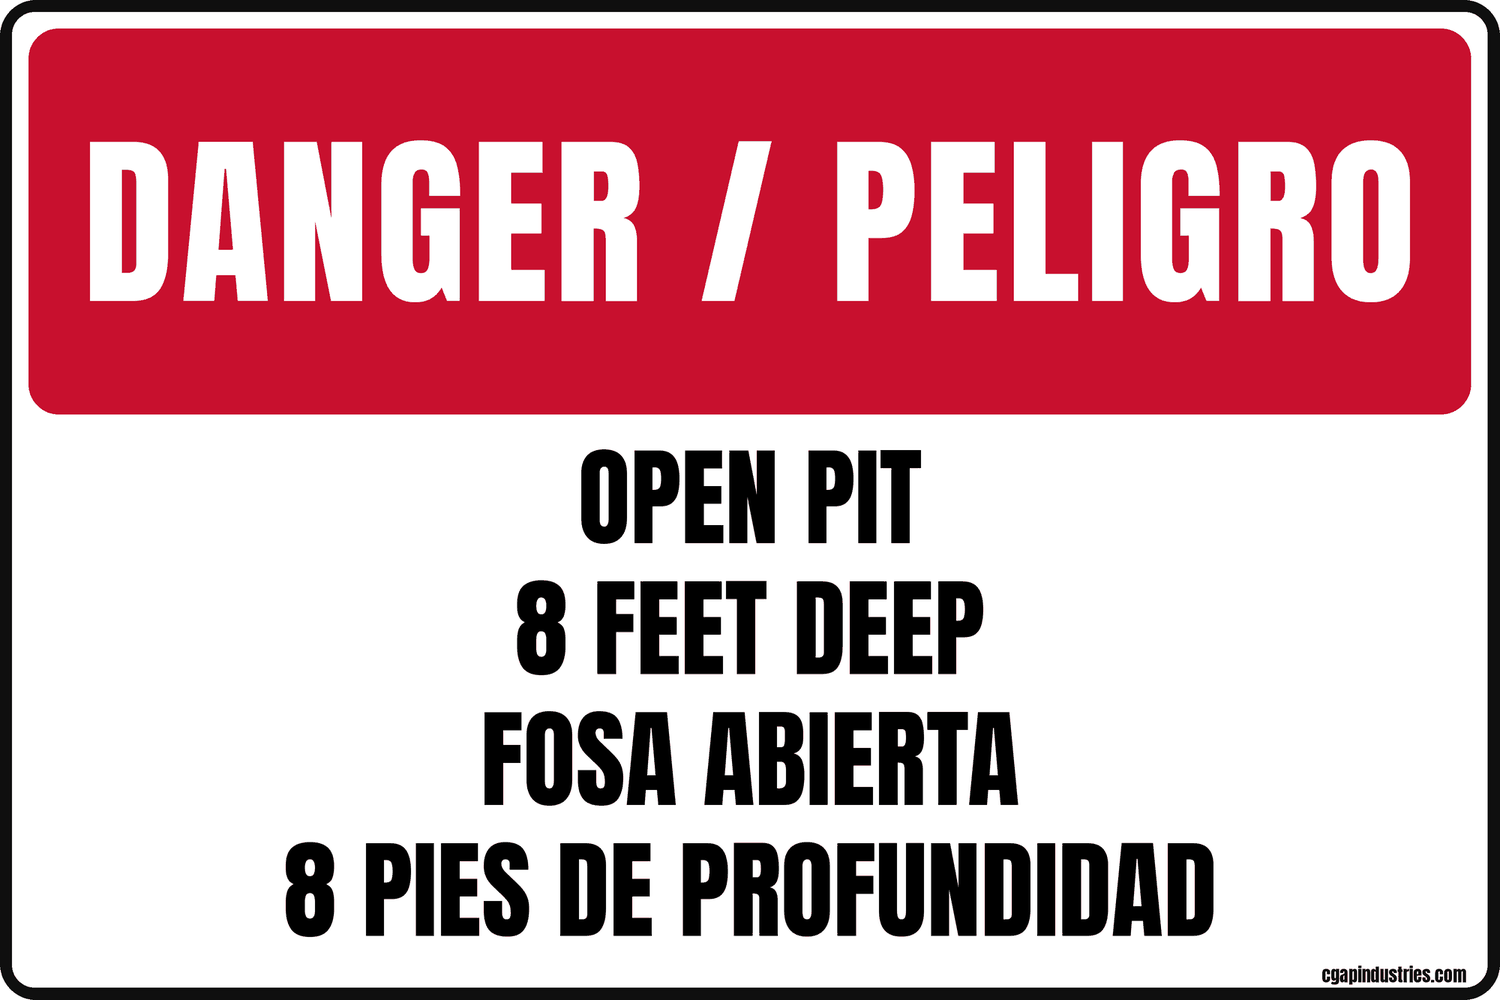 DANGER / PELIGRO
OPEN PIT
8 FEET DEEP
FOSA ABIERTA
8 PIES DE PROFUNDIDAD
cgapindustries.com